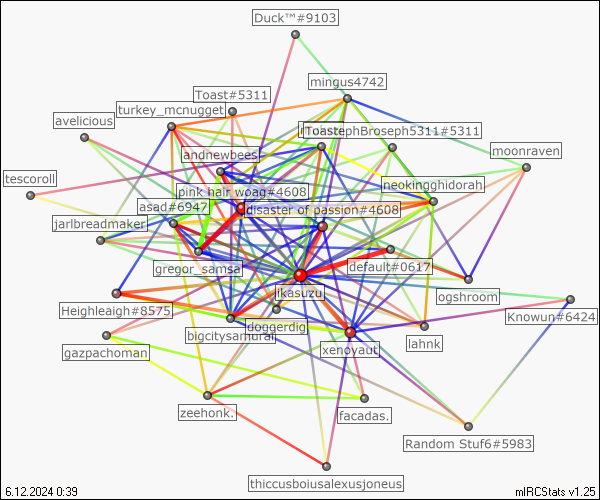 Duck™#9103
mingus4742
Toast#5311
turkey_mcnugget
avelicious
ToastephBroseph5311#5311
moonraven
andnewbees
tescoroll
pink hair woag#4608
neokingghidorah
asad#6947
disaster of passion#4608
jarlbreadmaker
gregor_samsa
default#0617
ikasuzu
ogshroom
Heighleaigh#8575
doggerdig
Knowun#6424
bigcitysamurai
lahnk
gazpachoman
xenoyaut
zeehonk.
facadas.
Random Stuf6#5983
thiccusboiusalexusjoneus
6.12.2024 0:39
mIRCStats v1.25